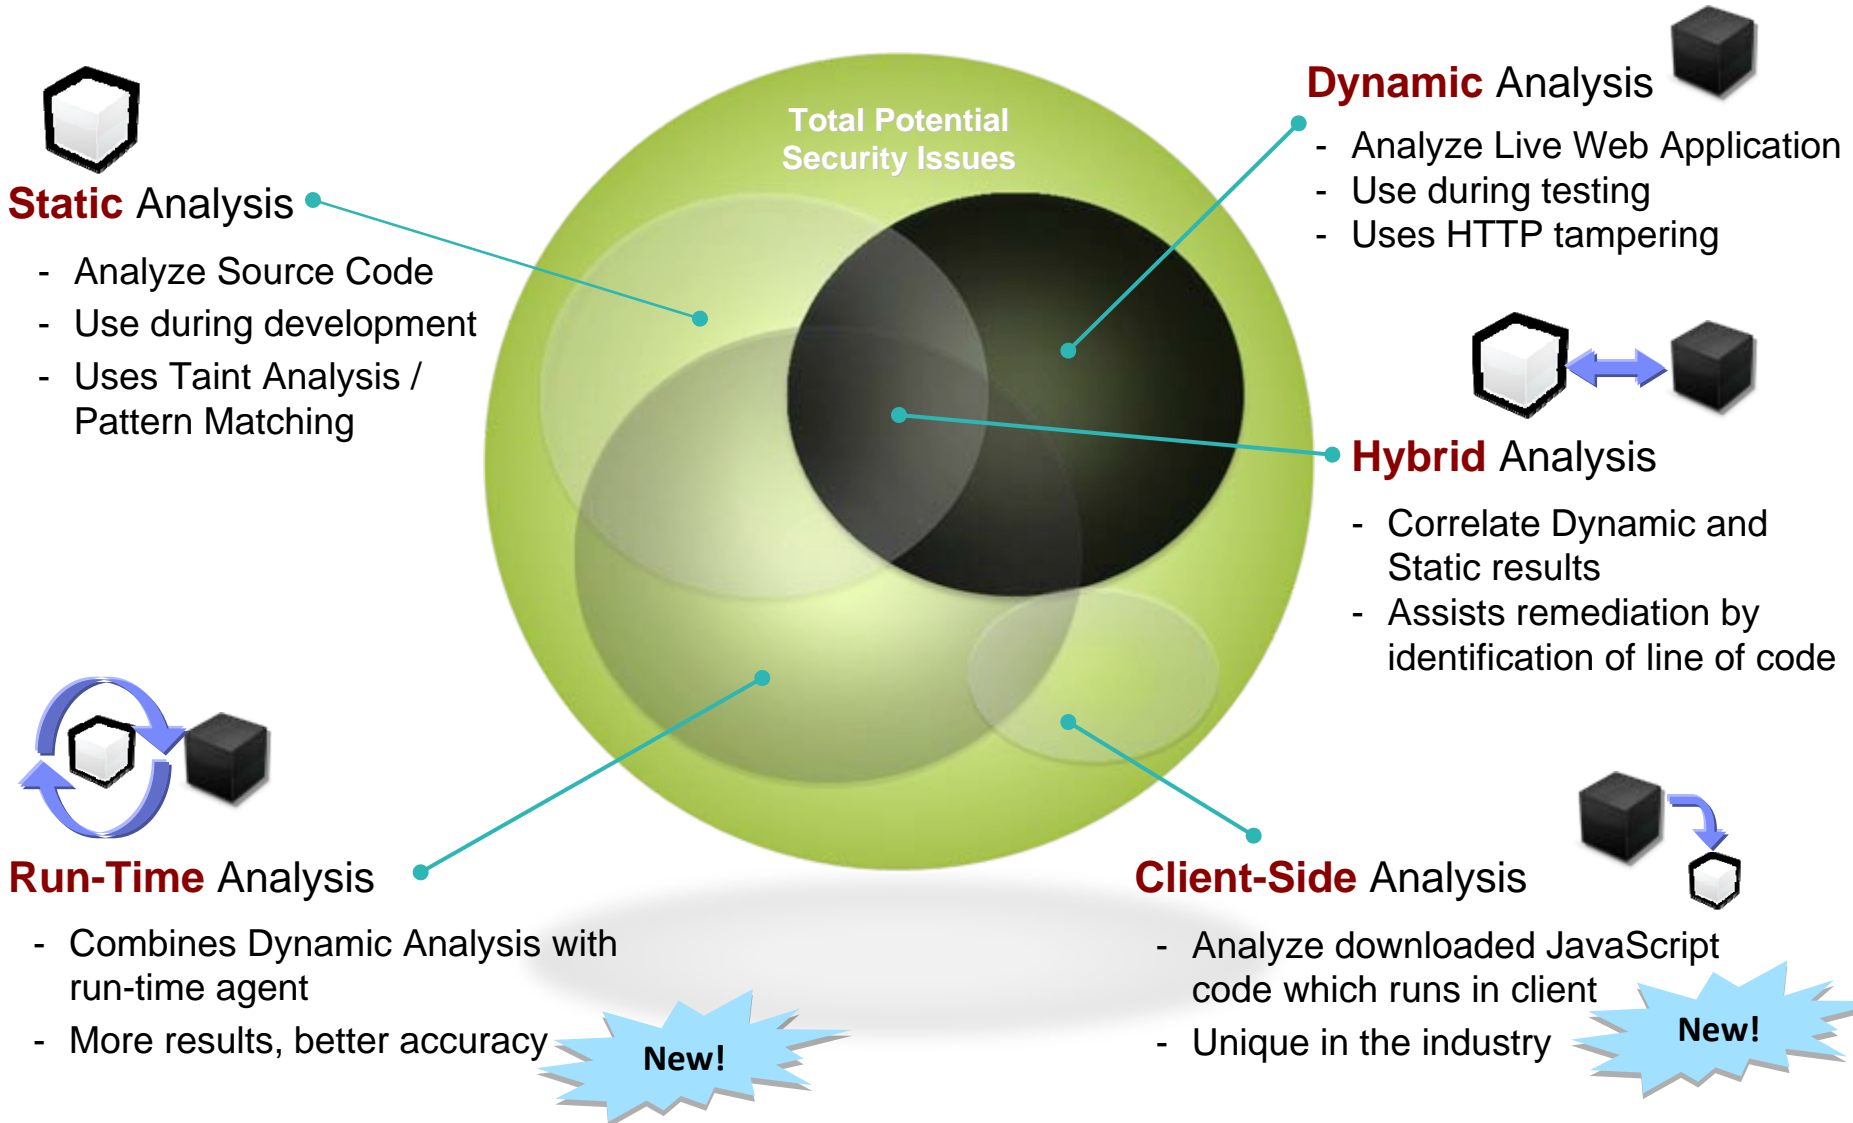 Total Potential
Security Issues
Static Analysis
- Analyze Source Code
- Use during development
- Uses Taint Analysis /
Pattern Matching
Dynamic Analysis
- Analyze Live Web Application
- Use during testing
- Uses HTTP tampering
Hybrid Analysis
- Correlate Dynamic and
Static results
- Assists remediation by
identification of line of code
Run-Time Analysis
- Combines Dynamic Analysis with
run-time agent
- More results, better accuracy
New!
Client-Side Analysis
- Analyze downloaded JavaScript
code which runs in client
- Unique in the industry
New!